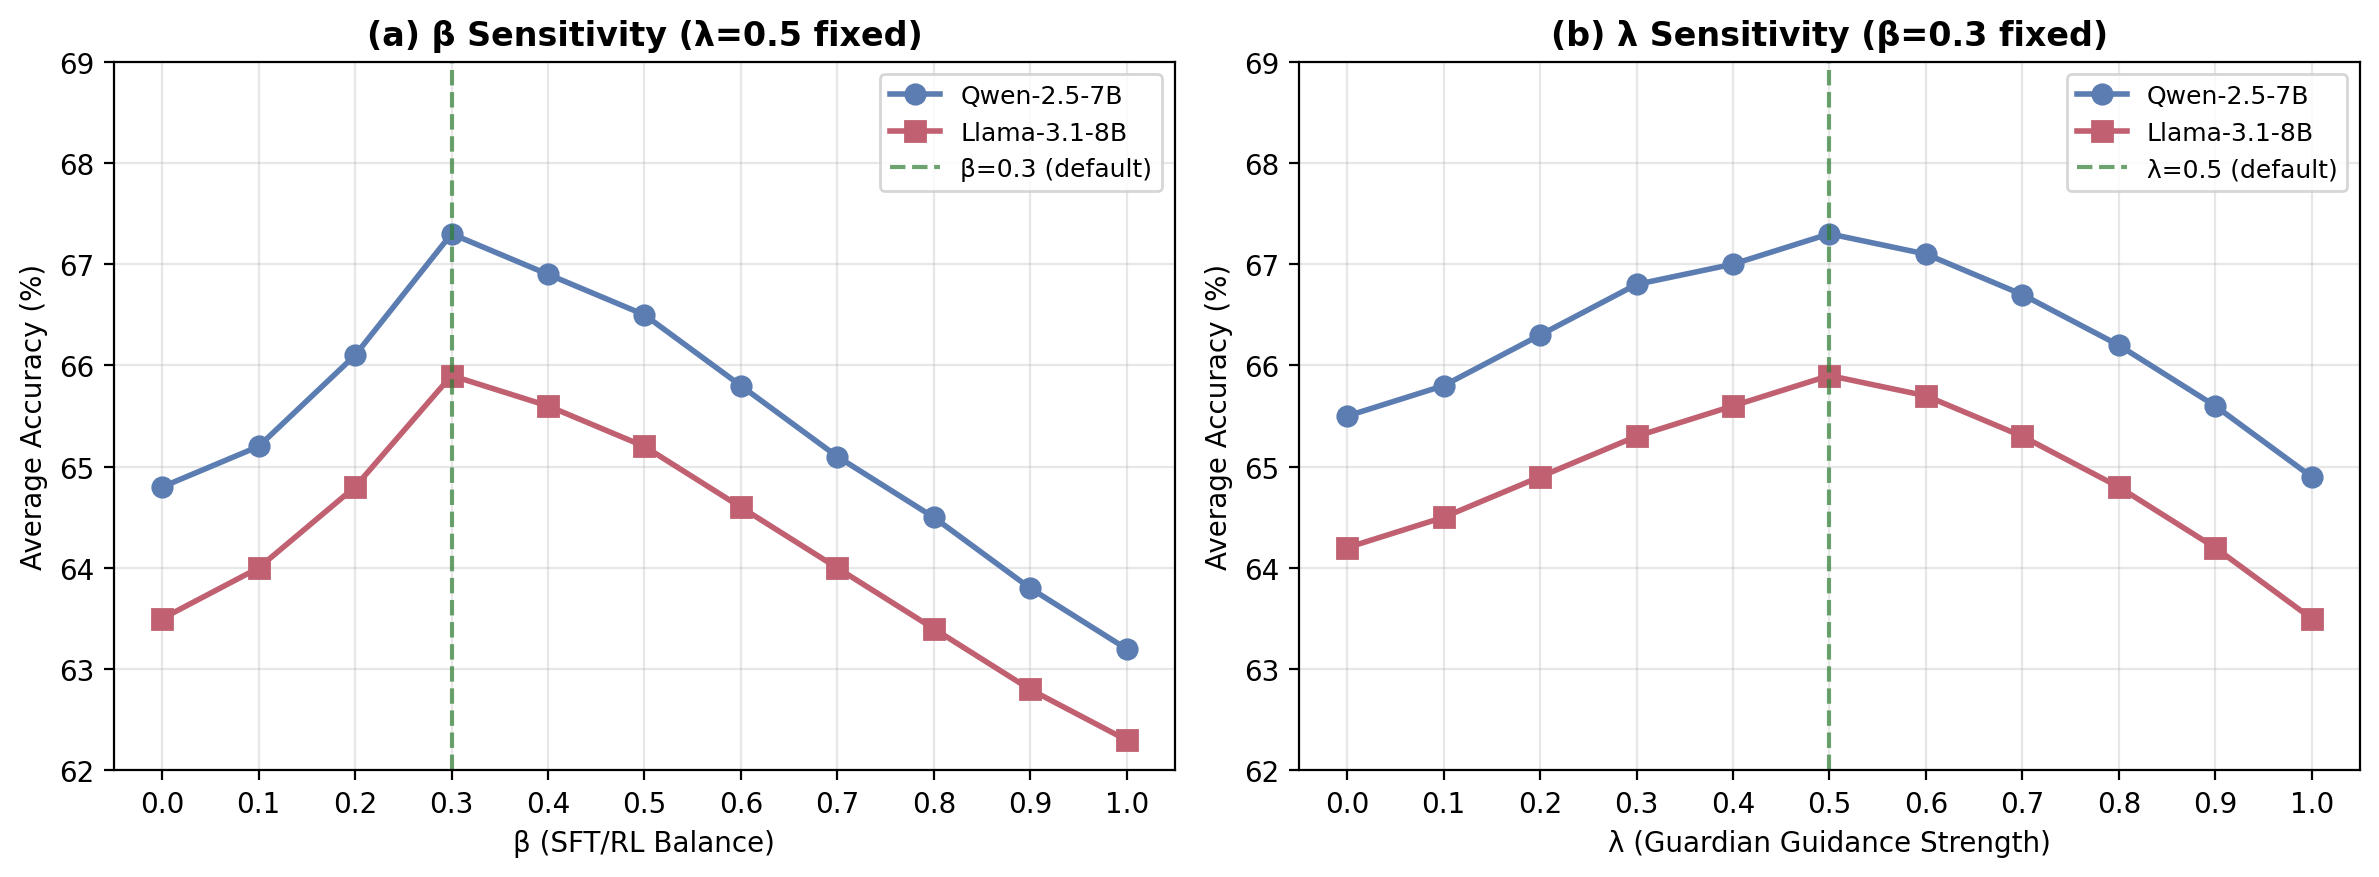 (a) β Sensitivity (λ=0.5 fixed)
Average Accuracy (%)
69
68
67
66
65
64
63
62
Qwen-2.5-7B
Llama-3.1-8B
β=0.3 (default)
0.0 0.1 0.2 0.3 0.4 0.5 0.6 0.7 0.8 0.9 1.0
β (SFT/RL Balance)
(b) λ Sensitivity (β=0.3 fixed)
Average Accuracy (%)
69
68
67
66
65
64
63
62
Qwen-2.5-7B
Llama-3.1-8B
λ=0.5 (default)
0.0 0.1 0.2 0.3 0.4 0.5 0.6 0.7 0.8 0.9 1.0
λ (Guardian Guidance Strength)